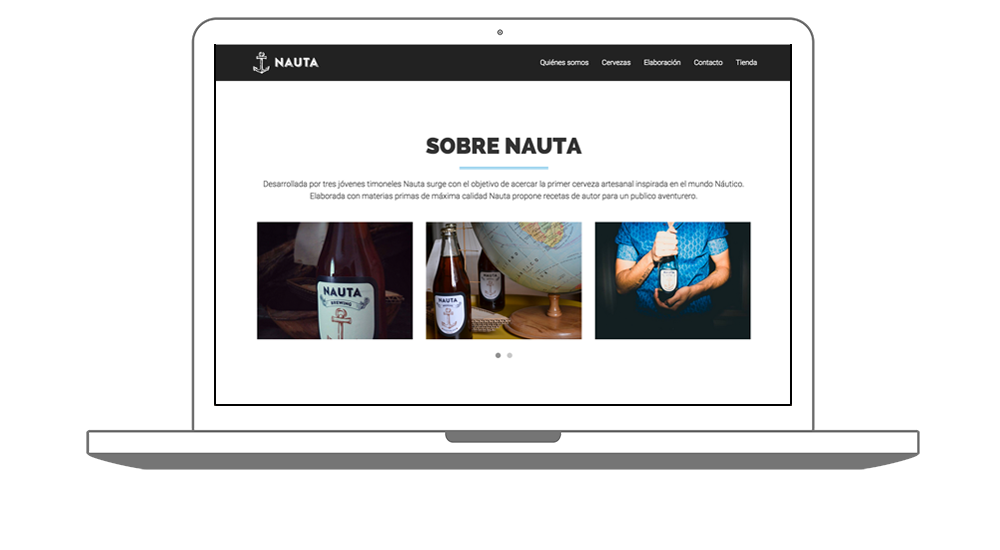 NAUTA
Quiénes somos Cervezas Elaboración Contacto Tienda
SOBRE NAUTA
Desarrollada por tres jóvenes timoneles Nauta surge con el objetivo de acercar la primer cerveza artesanal inspirada en el mundo Náutico.
Elaborada con materias primas de máxima calidad Nauta propone recetas de autor para un publico aventurero.
NAUTA
BREWING
NAUTA